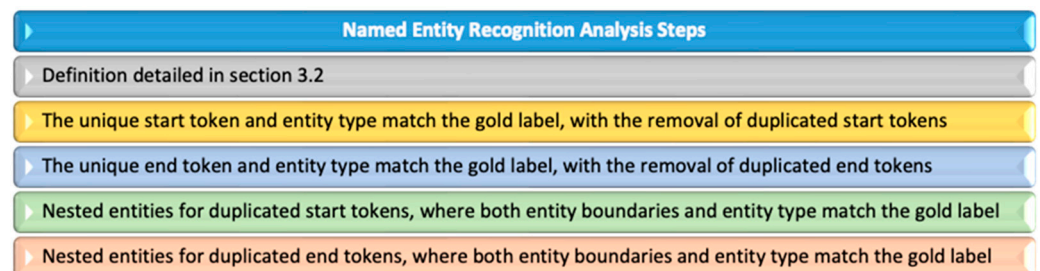 Named Entity Recognition Analysis Steps
Definition detailed in section 3.2
The unique start token and entity type match the gold label, with the removal of duplicated start tokens
The unique end token and entity type match the gold label, with the removal of duplicated end tokens
Nested entities for duplicated start tokens, where both entity boundaries and entity type match the gold label
Nested entities for duplicated end tokens, where both entity boundaries and entity type match the gold label